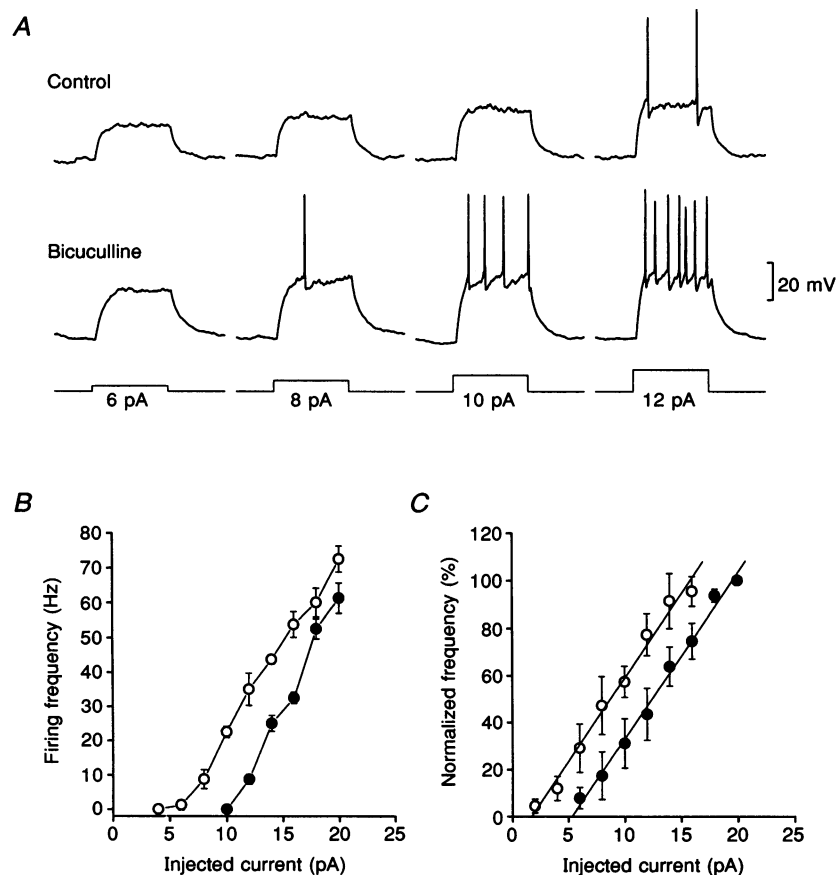 A
Control
Bicuculline
20 mV
6 pA
8 pA
10 pA
12 pA
B
Firing frequency (Hz)
80
70
60
50
40
30
20
10
0
0 5 10 15 20 25
Injected current (pA)
C
Normalized frequency (%)
120
100
80
60
40
20
0
0 5 10 15 20 25
Injected current (pA)